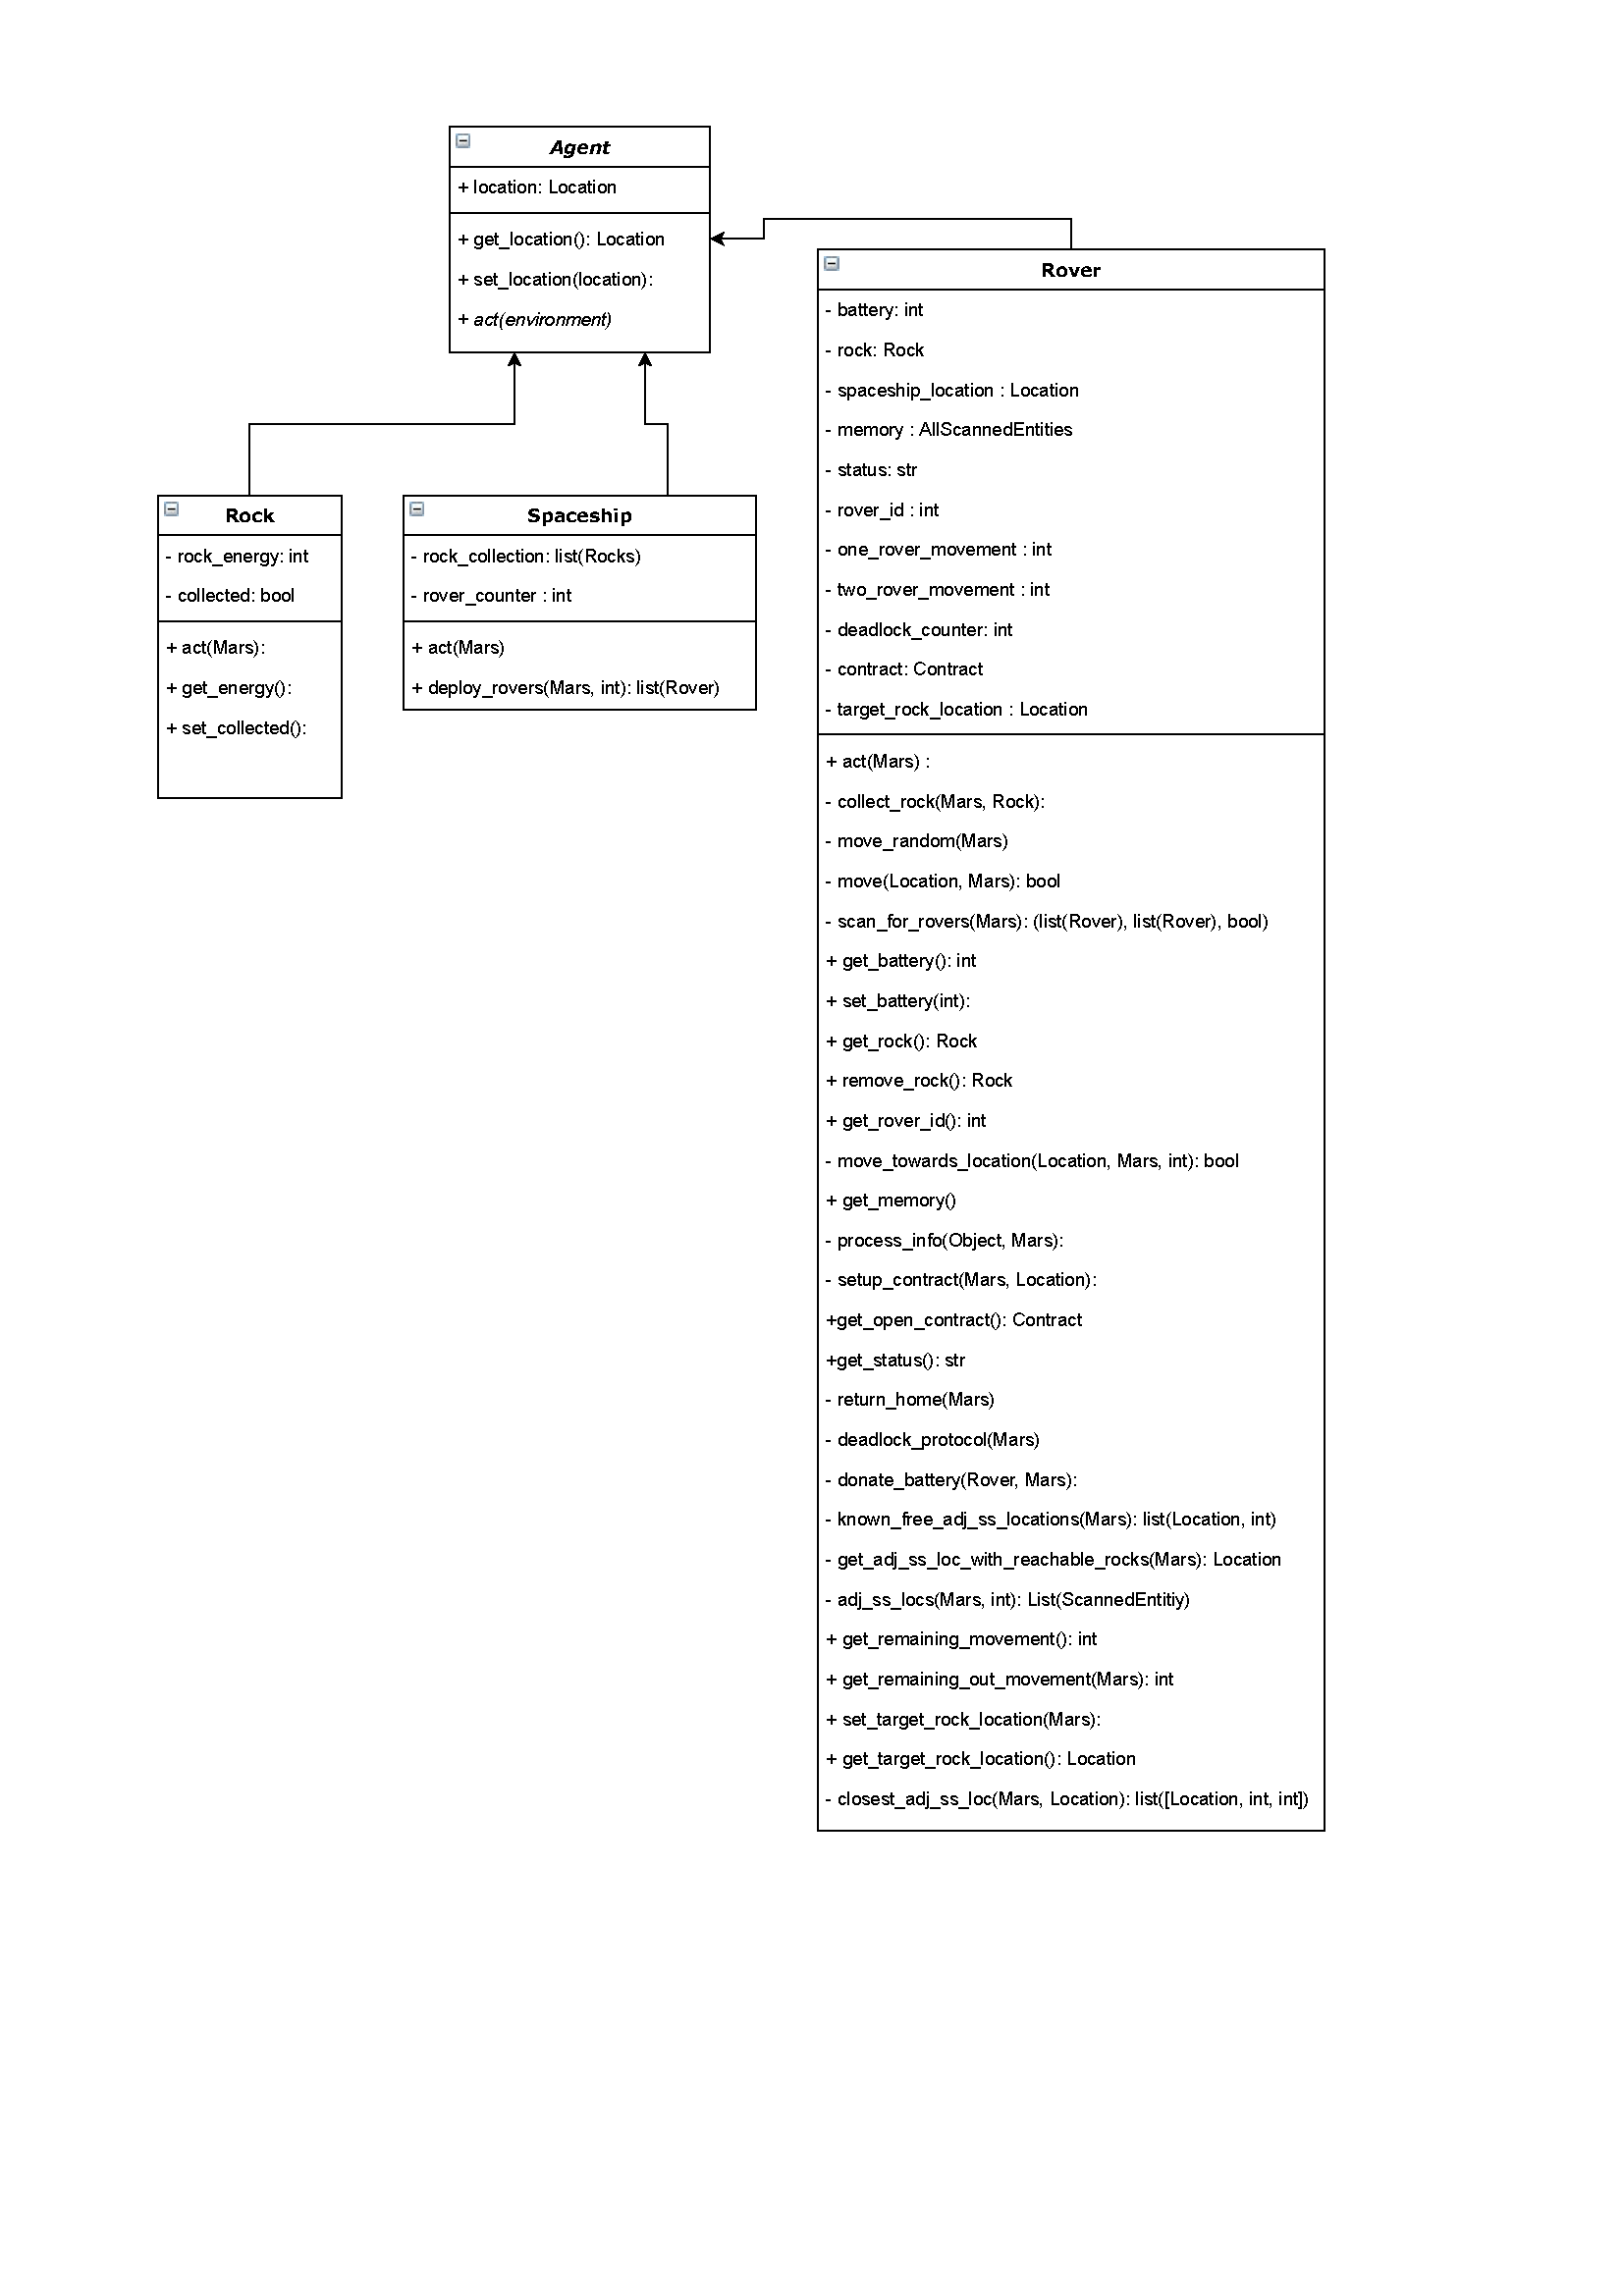 Agent
+ location: Location
+ get_location(): Location
+ set_location(location):
+ act(environment)
Rock
- rock_energy: int
- collected: bool
+ act(Mars):
+ get_energy():
+ set_collected():
Spaceship
- rock_collection: list(Rocks)
- rover_counter : int
+ act(Mars)
+ deploy_rovers(Mars, int): list(Rover)
Rover
- battery: int
- rock: Rock
- spaceship_location : Location
- memory : AllScannedEntities
- status: str
- rover_id : int
- one_rover_movement : int
- two_rover_movement : int
- deadlock_counter: int
- contract: Contract
- target_rock_location : Location
+ act(Mars) :
- collect_rock(Mars, Rock):
- move_random(Mars)
- move(Location, Mars): bool
- scan_for_rovers(Mars): (list(Rover), list(Rover), bool)
+ get_battery(): int
+ set_battery(int):
+ get_rock(): Rock
+ remove_rock(): Rock
+ get_rover_id(): int
- move_towards_location(Location, Mars, int): bool
+ get_memory()
- process_info(Object, Mars):
- setup_contract(Mars, Location):
+get_open_contract(): Contract
+get_status(): str
- return_home(Mars)
- deadlock_protocol(Mars)
- donate_battery(Rover, Mars):
- known_free_adj_ss_locations(Mars): list(Location, int)
- get_adj_ss_loc_with_reachable_rocks(Mars): Location
- adj_ss_locs(Mars, int): List(ScannedEntitiy)
+ get_remaining_movement(): int
+ get_remaining_out_movement(Mars): int
+ set_target_rock_location(Mars):
+ get_target_rock_location(): Location
- closest_adj_ss_loc(Mars, Location): list([Location, int, int])